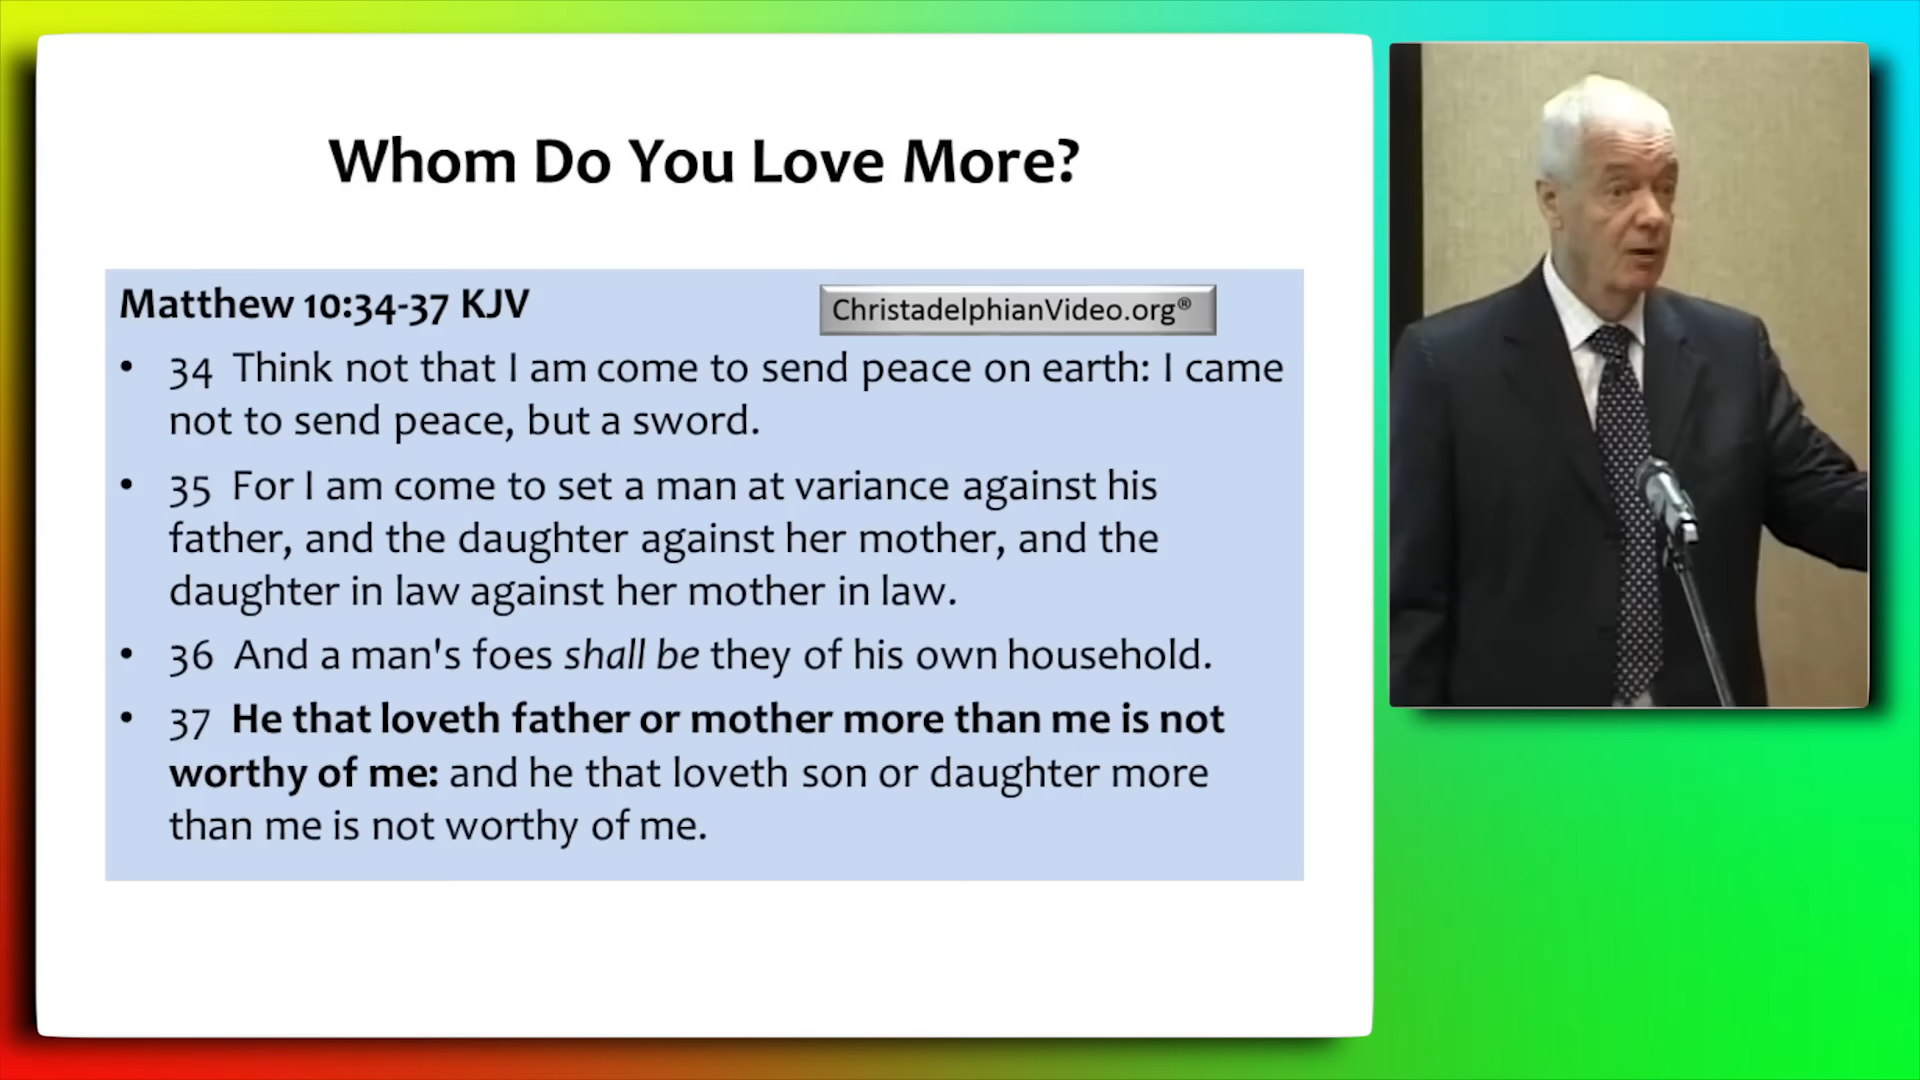 Whom Do You Love More?
Matthew 10:34-37 KJV
ChristadelphianVideo.org®
• 34 Think not that I am come to send peace on earth: I came
not to send peace, but a sword.
• 35 For I am come to set a man at variance against his
father, and the daughter against her mother, and the
daughter in law against her mother in law.
• 36 And a man's foes shall be they of his own household.
• 37 He that loveth father or mother more than me is not
worthy of me: and he that loveth son or daughter more
than me is not worthy of me.